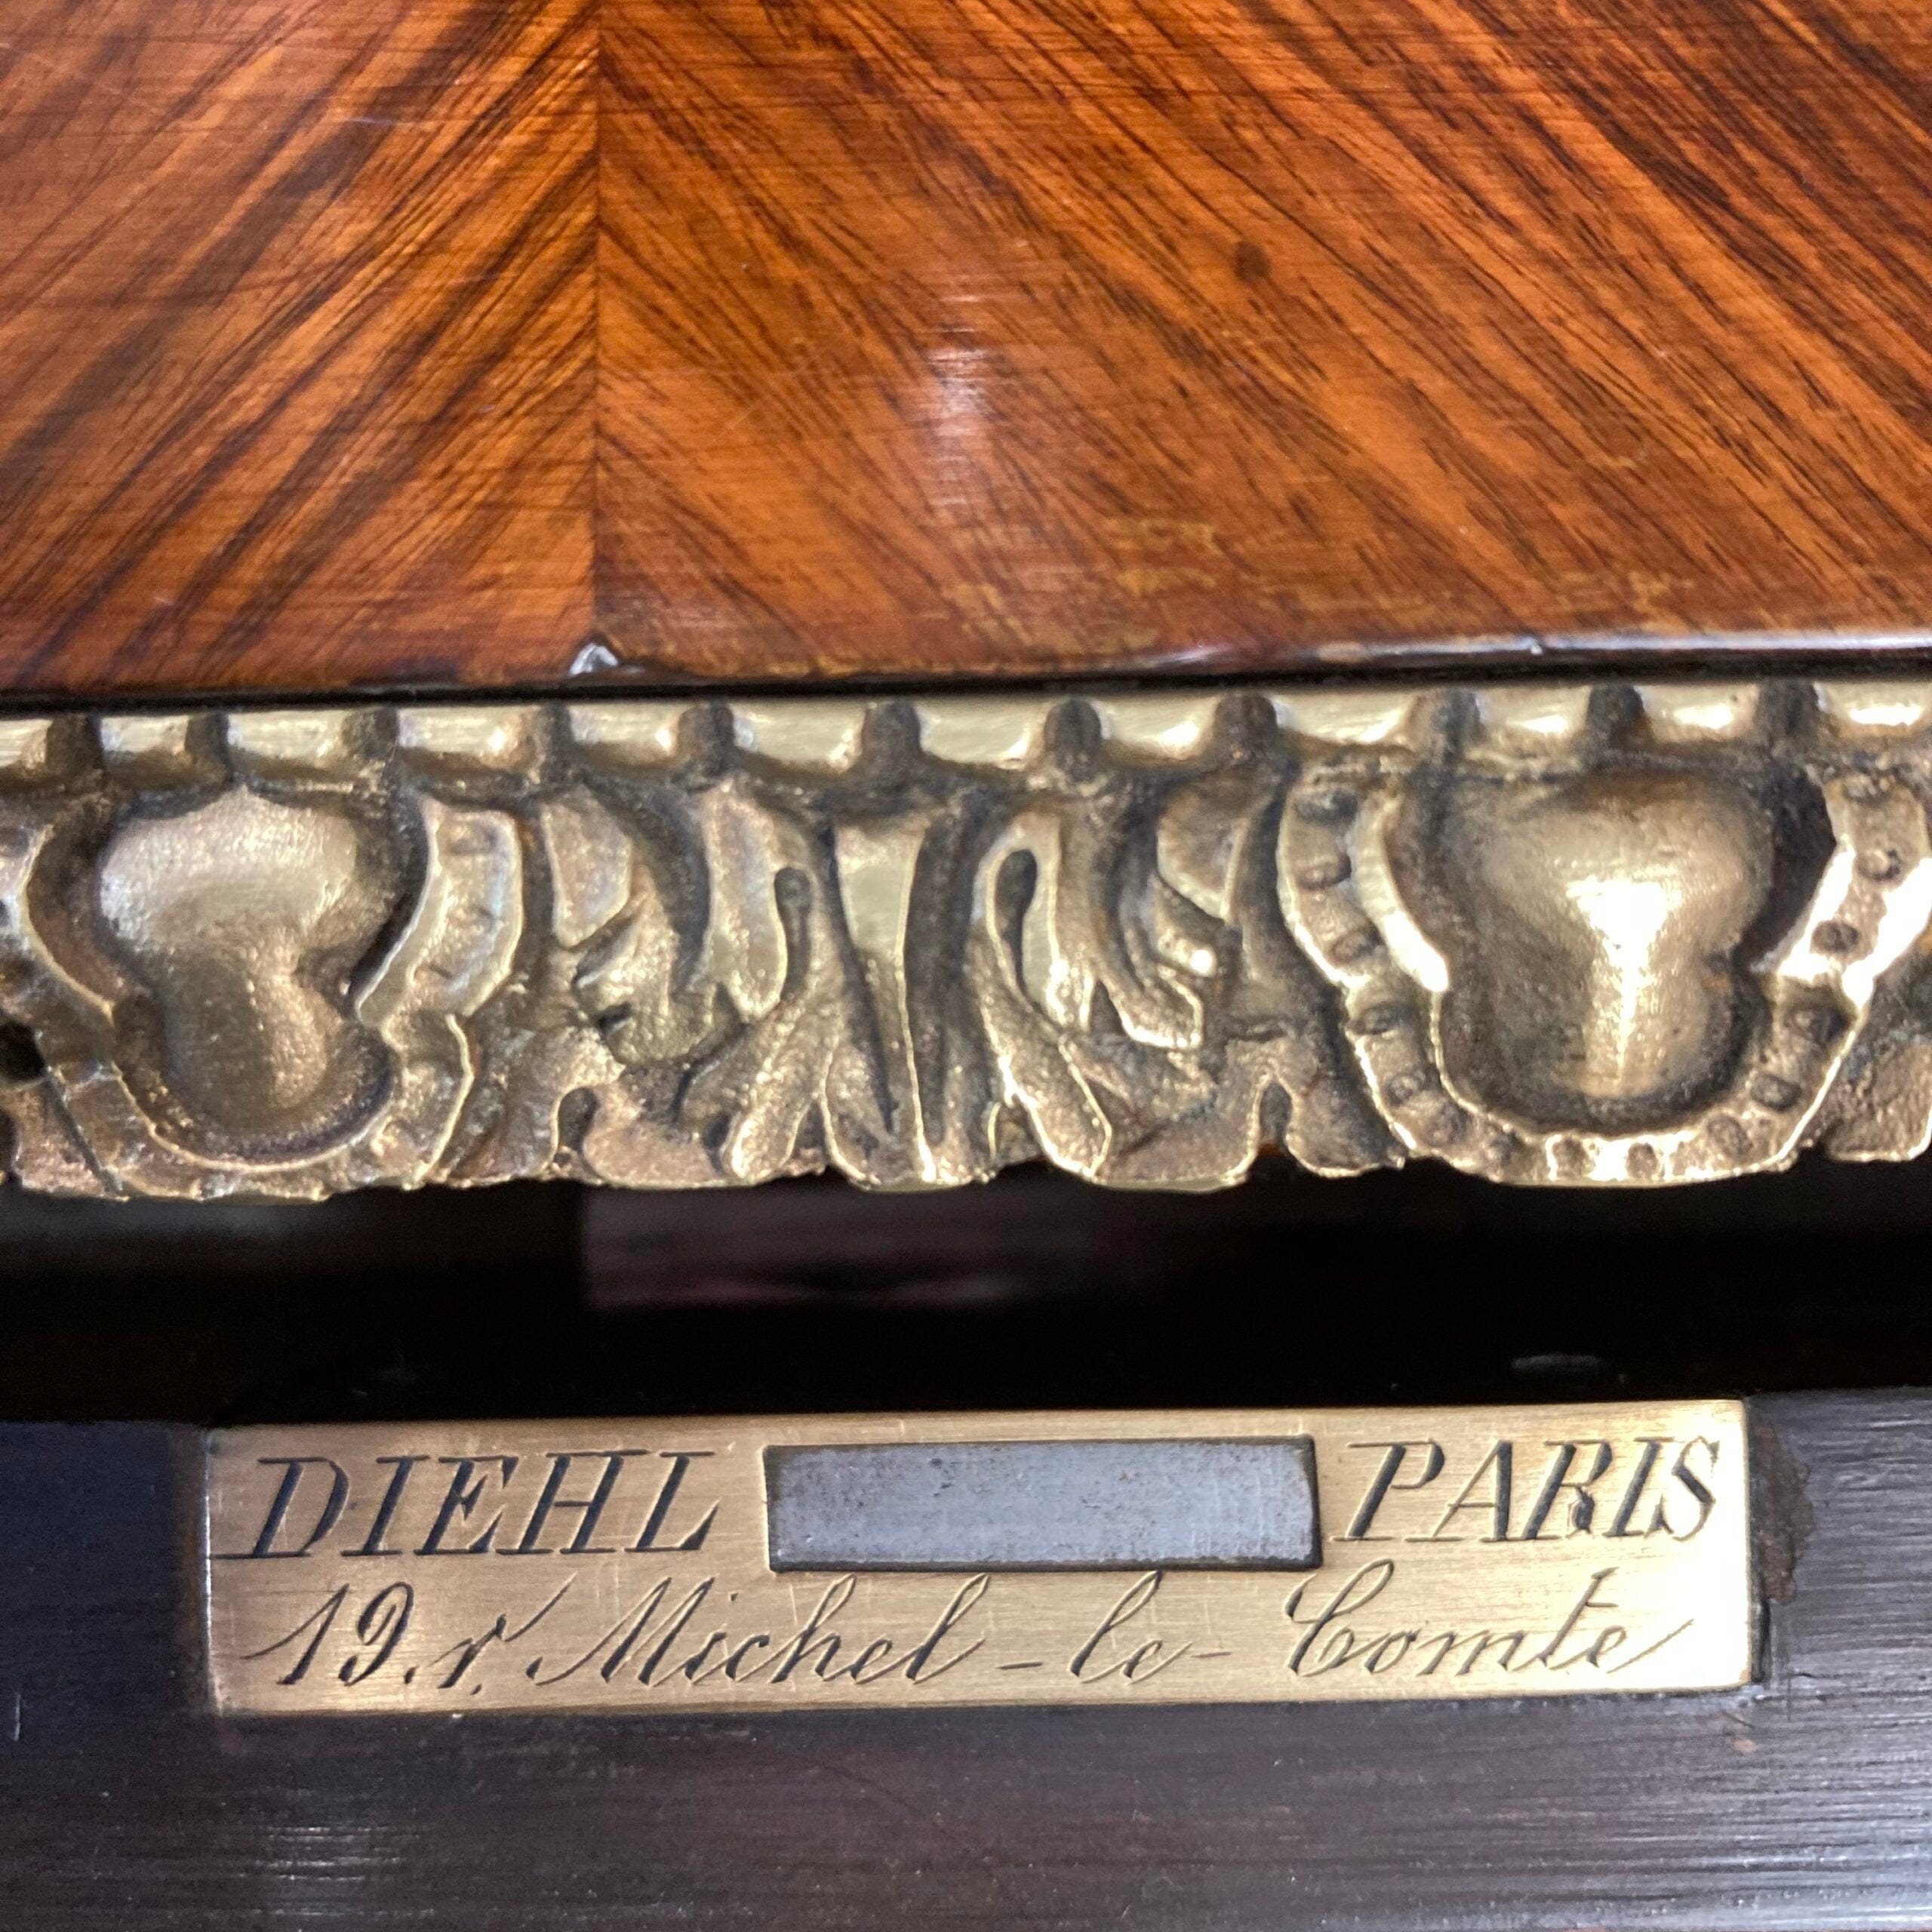 DIEHL PARIS
19. r. Michel-le-Comte